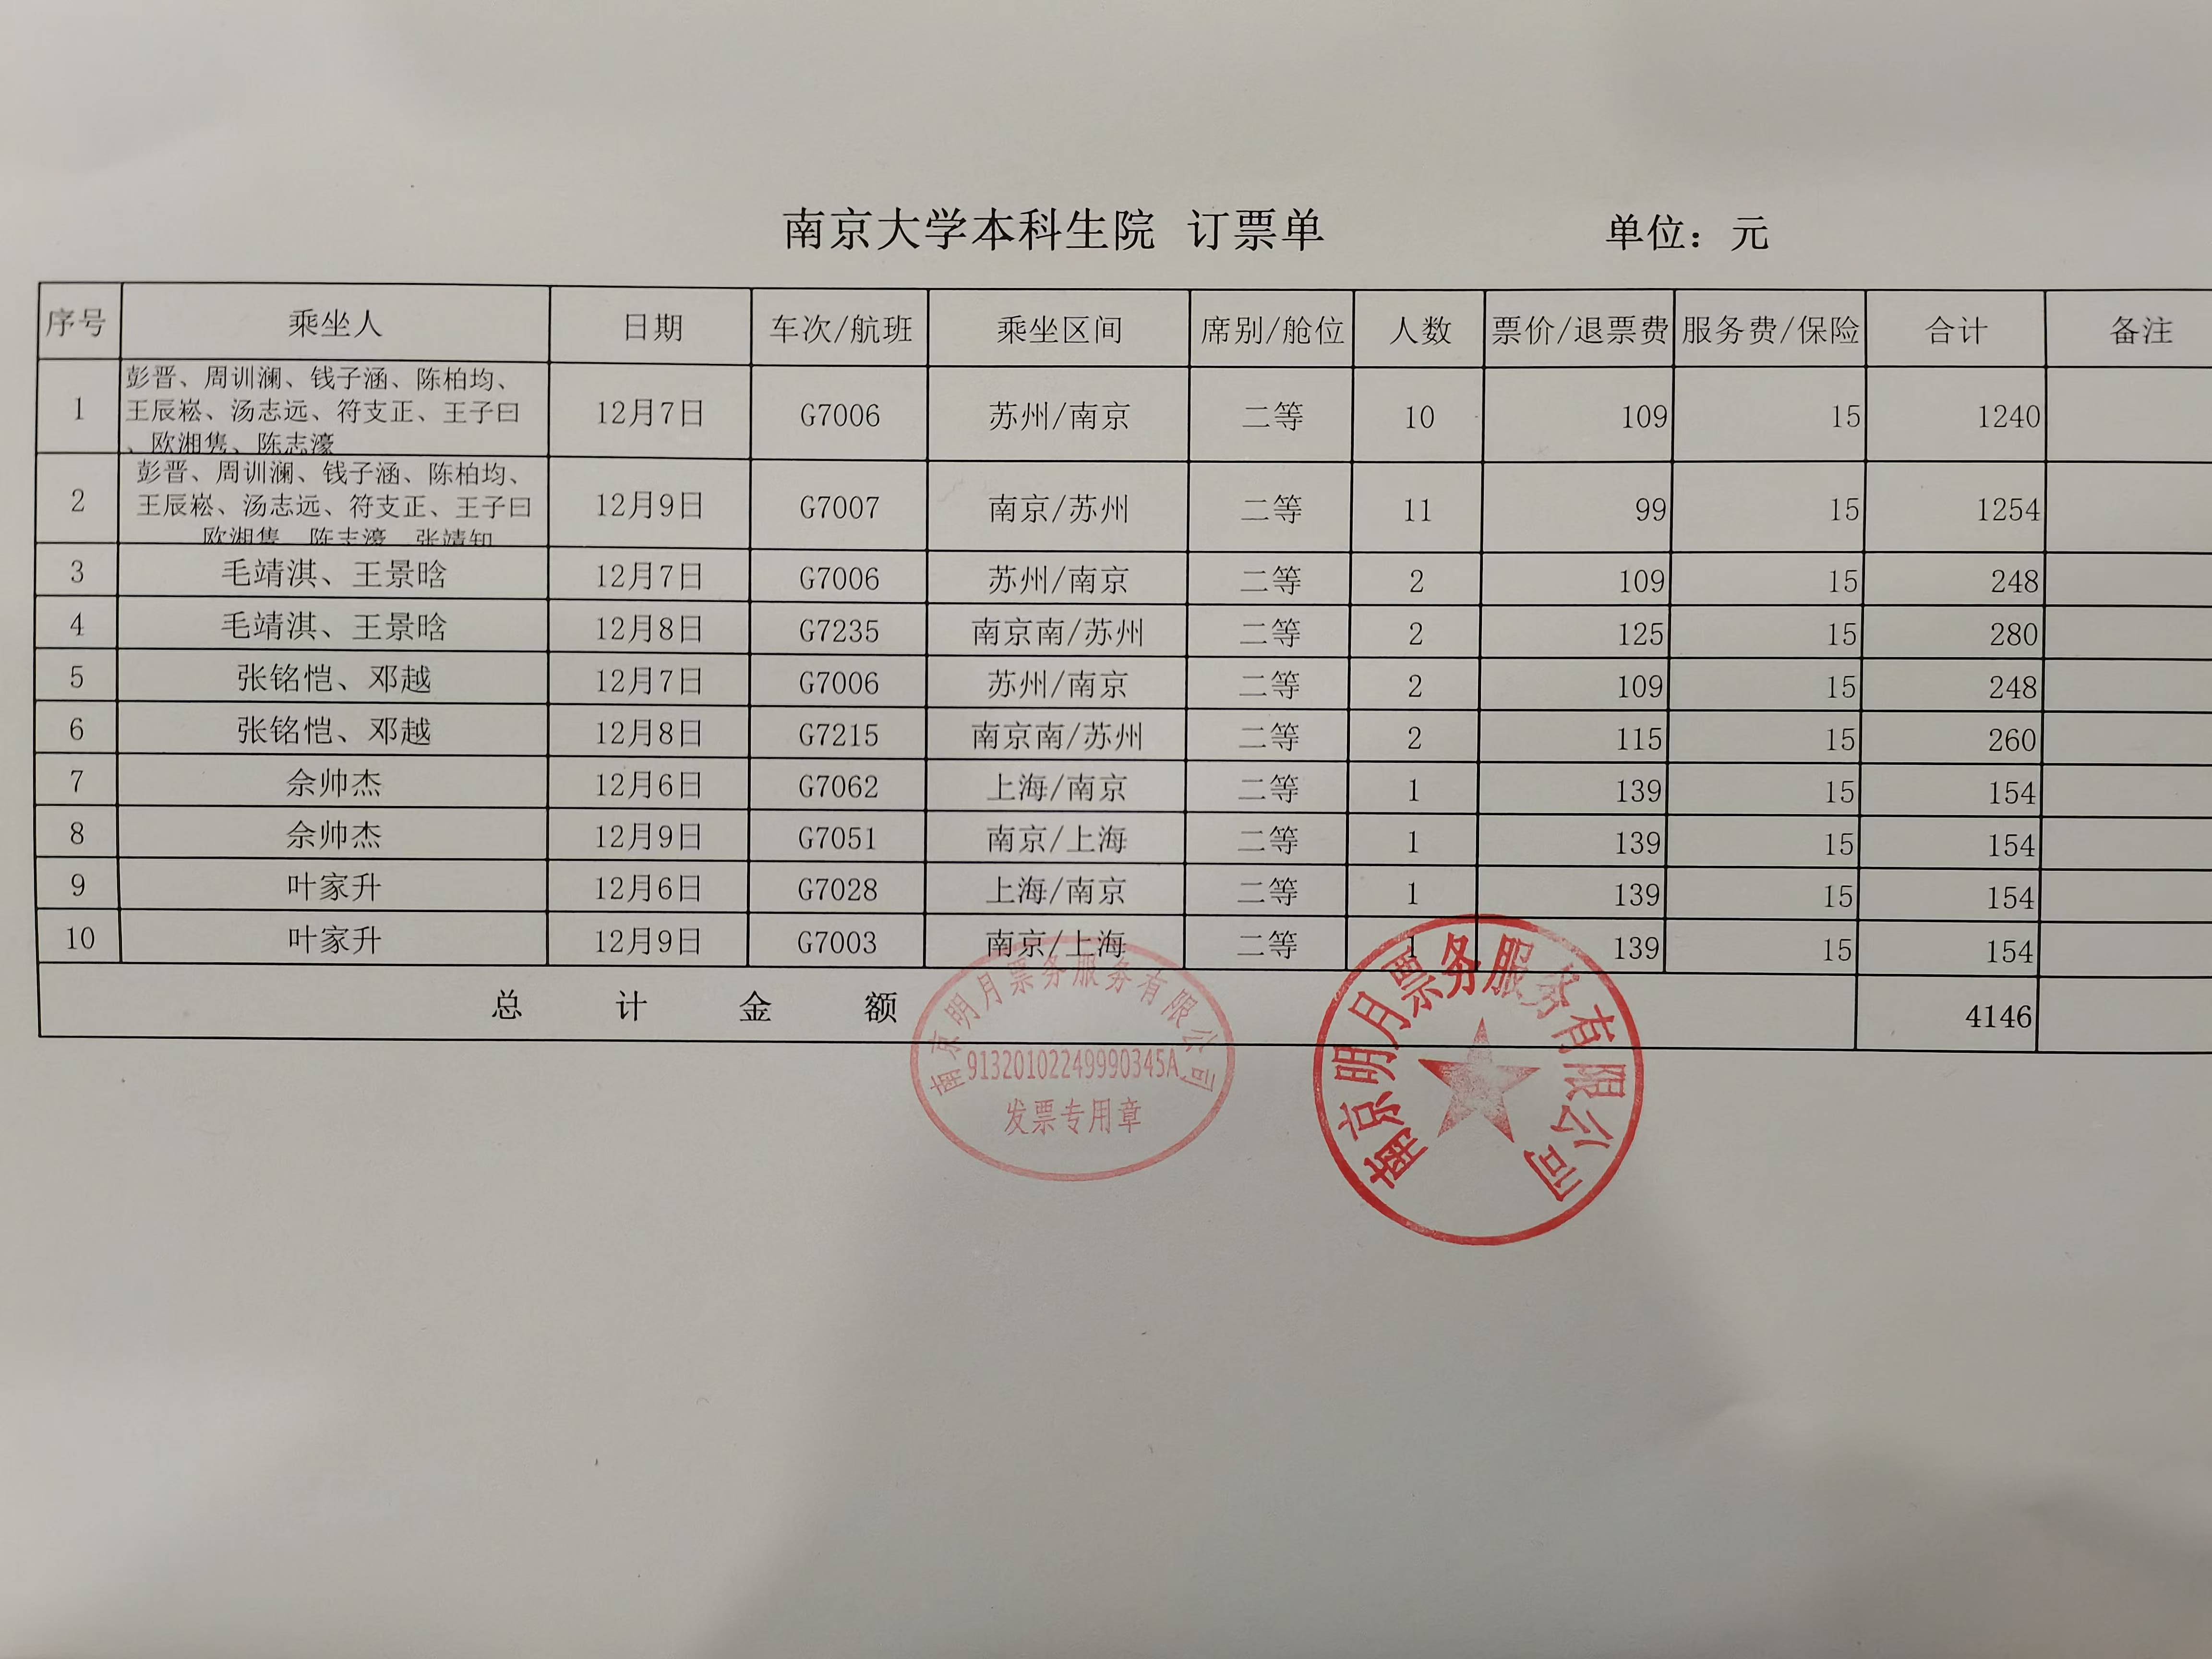 南京大学本科生院 订票单 单位：元
序号 乘坐人 日期 车次/航班 乘坐区间 席别/舱位 人数 票价/退票费 服务费/保险 合计 备注
彭晋、周训澜、钱子涵、陈柏均、
1 王辰崧、汤志远、符支正、王子曰 12月7日 G7006 苏州/南京 二等 10 109 15 1240
、欧湘隽、陈志濠
彭晋、周训澜、钱子涵、陈柏均、
2 王辰崧、汤志远、符支正、王子曰 12月9日 G7007 南京/苏州 二等 11 99 15 1254
欧湘隽 陈志濠 张靖知
3 毛靖淇、王景晗 12月7日 G7006 苏州/南京 二等 2 109 15 248
4 毛靖淇、王景晗 12月8日 G7235 南京南/苏州 二等 2 125 15 280
5 张铭恺、邓越 12月7日 G7006 苏州/南京 二等 2 109 15 248
6 张铭恺、邓越 12月8日 G7215 南京南/苏州 二等 2 115 15 260
7 佘帅杰 12月6日 G7062 上海/南京 二等 1 139 15 154
8 佘帅杰 12月9日 G7051 南京/上海 二等 1 139 15 154
9 叶家升 12月6日 G7028 上海/南京 二等 1 139 15 154
10 叶家升 12月9日 G7003 南京/上海 二等 1 139 15 154
总计金额 4146
南京明月票务服务有限公司
91320102249990345A
发票专用章
南京明月票务服务有限公司